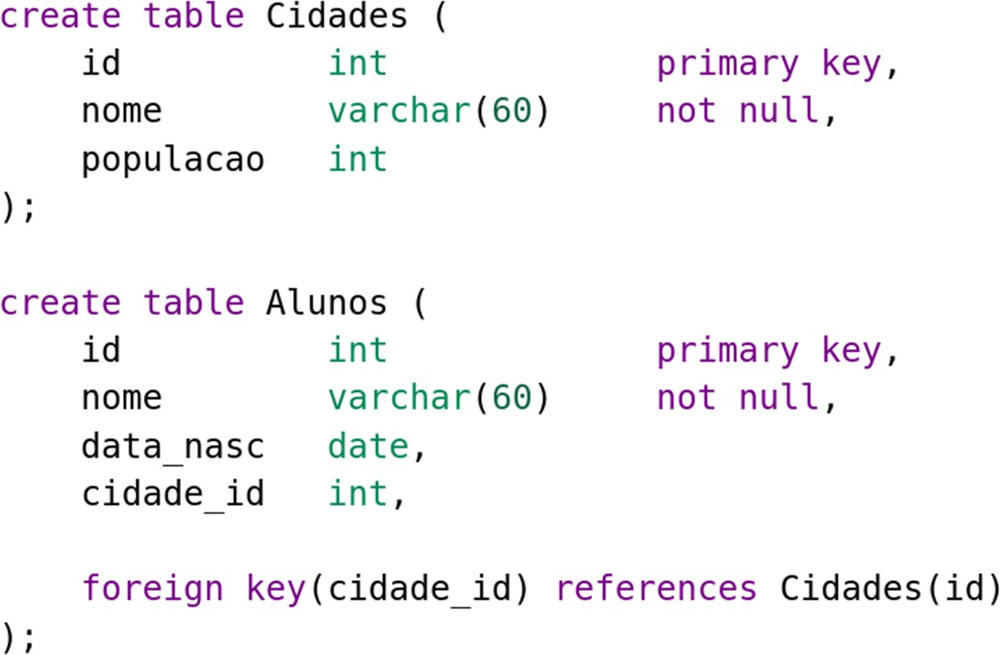 create table Cidades (
    id          int             primary key,
    nome        varchar(60)     not null,
    populacao   int
);

create table Alunos (
    id          int             primary key,
    nome        varchar(60)     not null,
    data_nasc   date,
    cidade_id   int,

    foreign key(cidade_id) references Cidades(id)
);